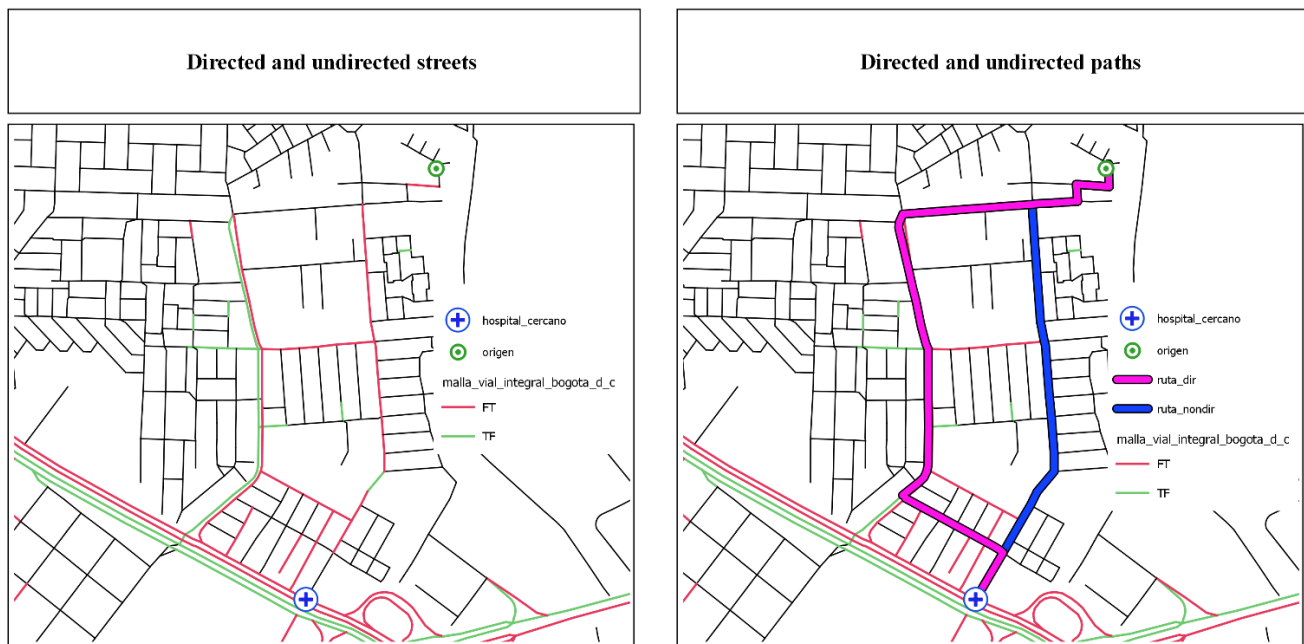 Directed and undirected streets
Directed and undirected paths
hospital_cercano
origen
malla_vial_integral_bogota_d_c
FT
TF
hospital_cercano
origen
ruta_dir
ruta_nondir
malla_vial_integral_bogota_d_c
FT
TF